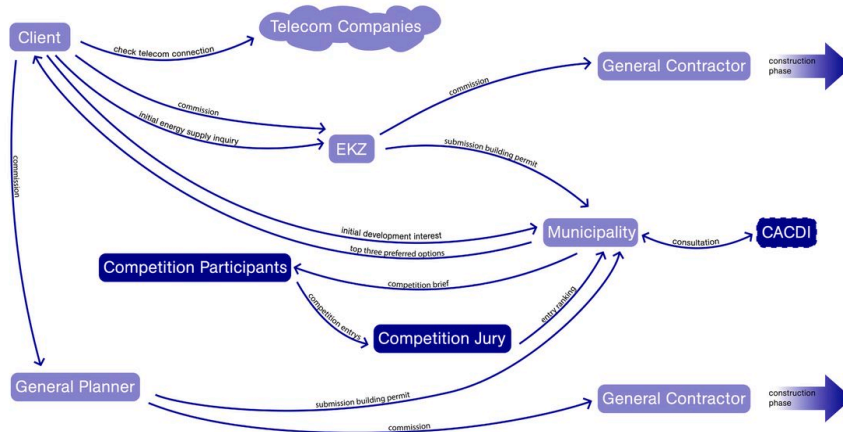 Telecom Companies
Client
check telecom connection
General Contractor
construction
phase
commission
commission
initial energy supply inquiry
EKZ
submission building permit
commission
initial development interest
Municipality
consultation
CACDI
top three preferred options
Competition Participants
competition brief
competition entrys
entry ranking
Competition Jury
General Planner
submission building permit
commission
General Contractor
construction
phase